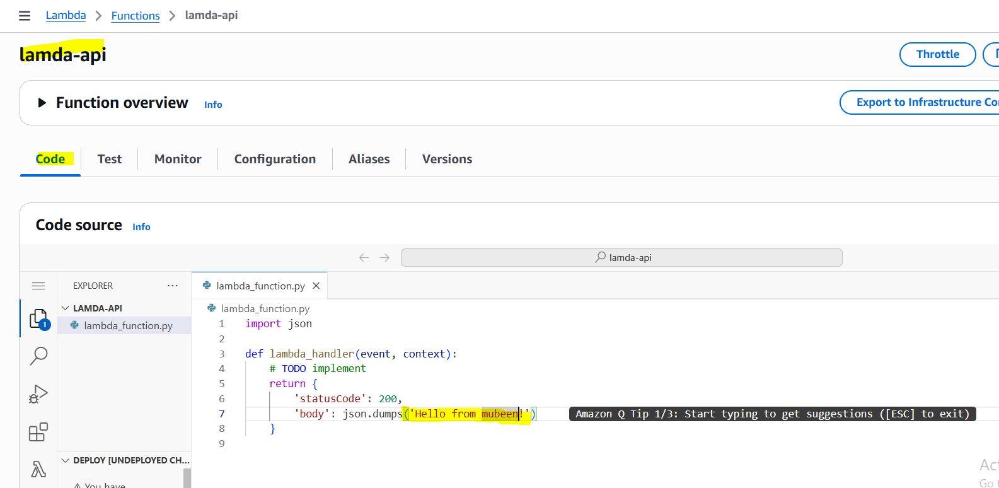 Lambda > Functions > lamda-api
lamda-api
Throttle
Function overview Info
Export to Infrastructure
Code Test Monitor Configuration Aliases Versions
Code source Info
lamda-api
EXPLORER ...
lambda_function.py
LAMDA-API
lambda_function.py
1
lambda_function.py
1 import json
2
3 def lambda_handler(event, context):
4 # TODO implement
5 return {
6 'statusCode': 200,
7 'body': json.dumps('Hello from mubeen!')
Amazon Q Tip 1/3: Start typing to get suggestions ([ESC] to exit)
8 }
9
DEPLOY [UNDEPLOYED CH...
You have